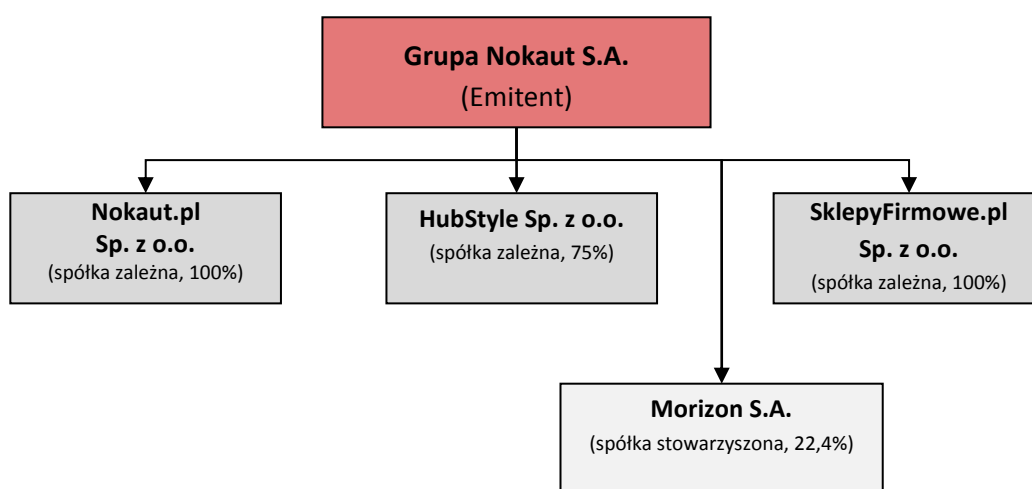 Grupa Nokaut S.A.
(Emitent)
Nokaut.pl
Sp. z o.o.
(spółka zależna, 100%)
HubStyle Sp. z o.o.
(spółka zależna, 75%)
SklepyFirmowe.pl
Sp. z o.o.
(spółka zależna, 100%)
Morizon S.A.
(spółka stowarzyszona, 22,4%)